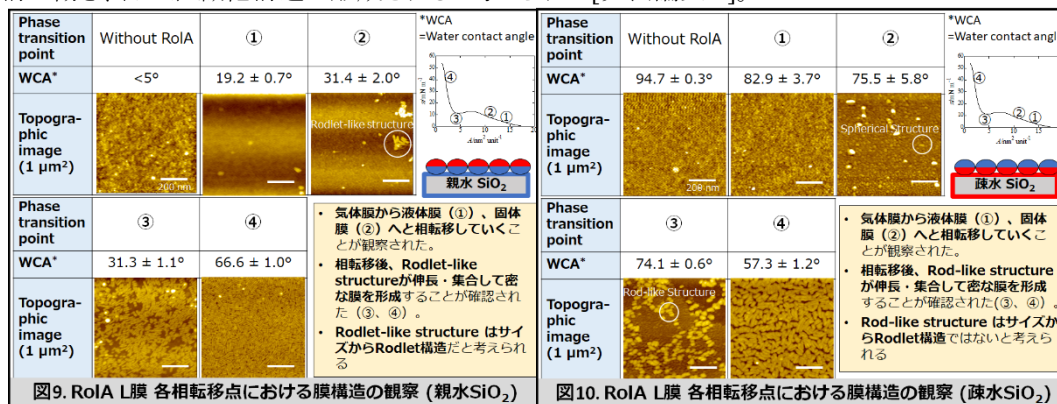 Phase transition point
Without RolA
①
②
*WCA
=Water contact angle
WCA*
<5°
19.2 ± 0.7°
31.4 ± 2.0°
Topogra-
phic
image
(1 μm²)
200 nm
Rodlet-like
structure
④
③
②
①
親水 SiO₂
Phase
transition
point
③
④
WCA*
31.3 ± 1.1°
66.6 ± 1.0°
Topogra-
phic
image
(1 μm²)
• 気体膜から液体膜（①）、固体
膜（②）へと相転移していくこ
とが観察された。
• 相転移後、Rodlet-like
structureが伸長・集合して密
な膜を形成することが確認され
た（③、④）。
• Rodlet-like structure はサイ
ズからRodlet構造だと考えられ
る
図9. RolA L膜 各相転移点における膜構造の観察 (親水SiO₂)
Phase
transition
point
Without RolA
①
②
*WCA
=Water contact angle
WCA*
94.7 ± 0.3°
82.9 ± 3.7°
75.5 ± 5.8°
Topogra-
phic
image
(1 μm²)
200 nm
Spherical Structure
④
③
②
①
疎水 SiO₂
Phase
transition
point
③
④
WCA*
74.1 ± 0.6°
57.3 ± 1.2°
Topogra-
phic
image
(1 μm²)
Rod-like Structure
• 気体膜から液体膜（①）、固体
膜（②）へと相転移していくこ
とが観察された。
• 相転移後、Rod-like structure
が伸長・集合して密な膜を形成
することが確認された(③、④)。
• Rod-like structure はサイズか
らRodlet構造ではないと考えら
れる
図10. RolA L膜 各相転移点における膜構造の観察 (疎水SiO₂)